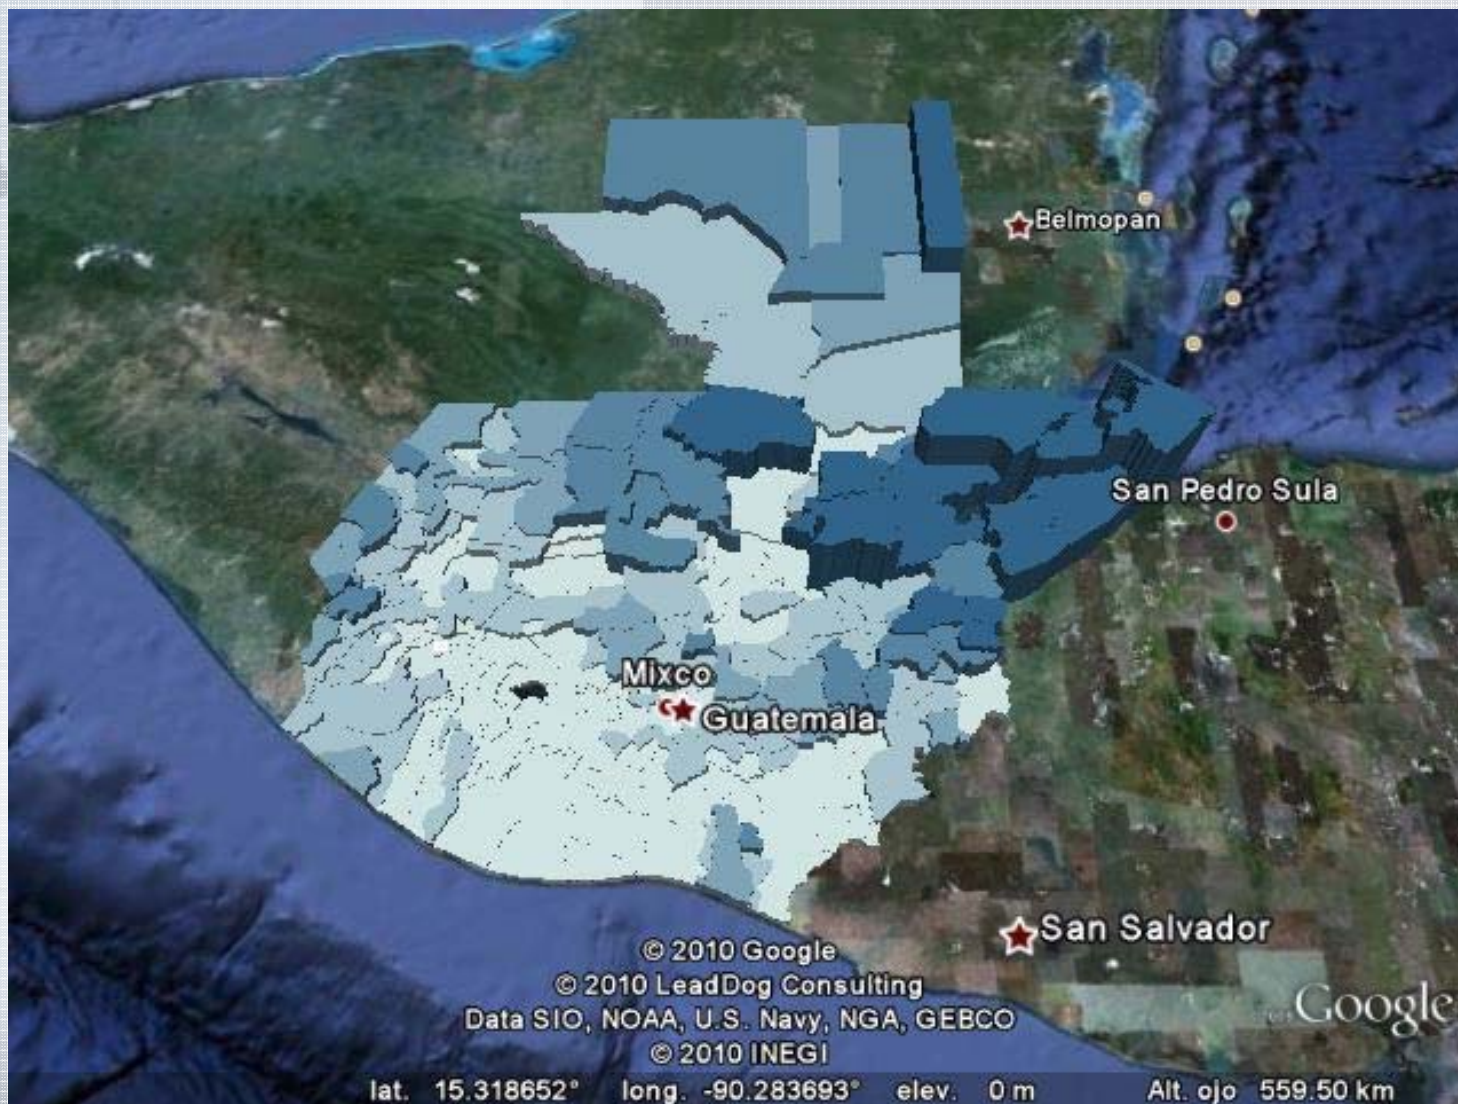 Belmopan
San Pedro Sula
Mixco
Guatemala
San Salvador
© 2010 Google
© 2010 LeadDog Consulting
Data SIO, NOAA, U.S. Navy, NGA, GEBCO
© 2010 INEGI
Google
lat. 15.318652° long. -90.283693° elev. 0 m Alt. ojo 559.50 km